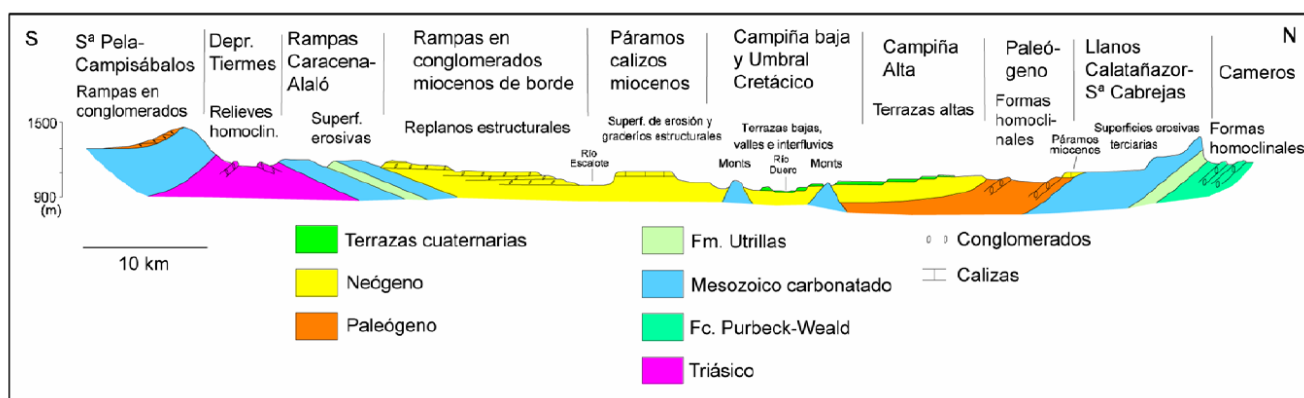 S
N
Sª Pela-
Campisábalos
Rampas en
conglomerados
Depr.
Tiermes
Relieves
homoclin.
Rampas
Caracena-
Alaló
Superf.
erosivas
Rampas en
conglomerados
miocenos de borde
Replanos estructurales
Páramos
calizos
miocenos
Superf. de erosión y
graceríos estructurales
Campiña baja
y Umbral
Cretácico
Terrazas bajas,
valles e interfluvios
Campiña
Alta
Terrazas altas
Paleó-
geno
Formas
homocli-
nales
Llanos
Calatañazor-
Sª Cabrejas
Páramos
miocenos
Superficies erosivas
terciarias
Cameros
Formas
homoclinales
Río
Escalote
Monts
Río
Duero
Monts
1500
900
(m)
10 km
Terrazas cuaternarias
Neógeno
Paleógeno
Fm. Utrillas
Mesozoico carbonatado
Fc. Purbeck-Weald
Triásico
Conglomerados
Calizas